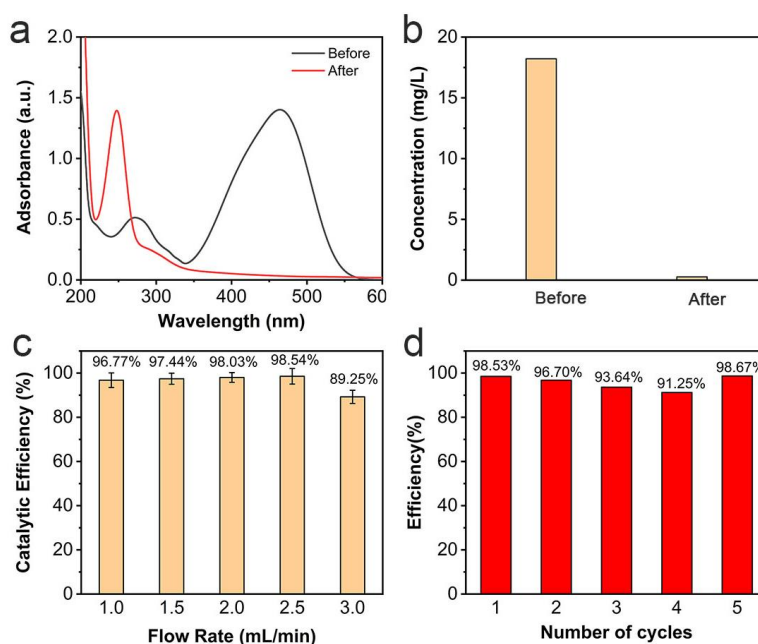 a
2.0
1.5
1.0
0.5
0.0
Absorbance (a.u.)
Before
After
200 300 400 500 60
Wavelength (nm)
b
20
15
10
5
0
Concentration (mg/L)
Before After
c
100
80
60
40
20
0
Catalytic Efficiency (%)
96.77% 97.44% 98.03% 98.54% 89.25%
1.0 1.5 2.0 2.5 3.0
Flow Rate (mL/min)
d
100
80
60
40
20
0
Efficiency(%)
98.53% 96.70% 93.64% 91.25% 98.67%
1 2 3 4 5
Number of cycles